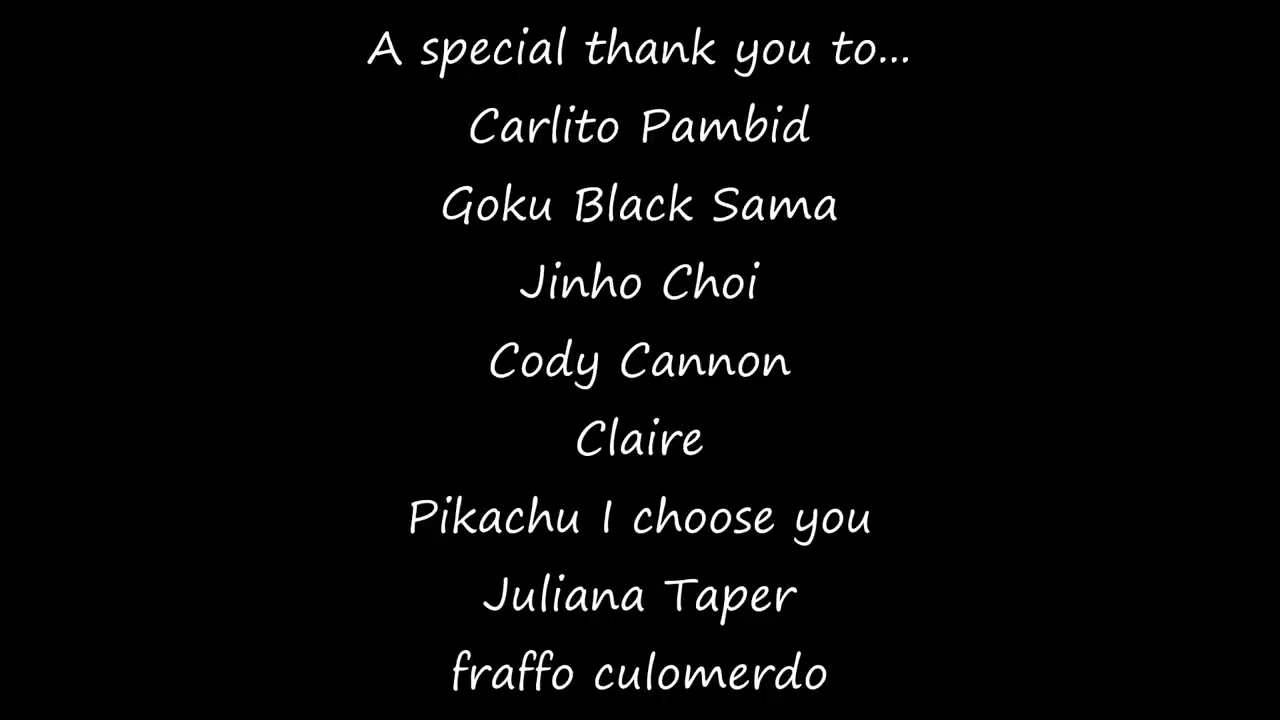 A special thank you to...
Carlito Pambid
Goku Black Sama
Jinho Choi
Cody Cannon
Claire
Pikachu I choose you
Juliana Taper
fraffo culomerdo